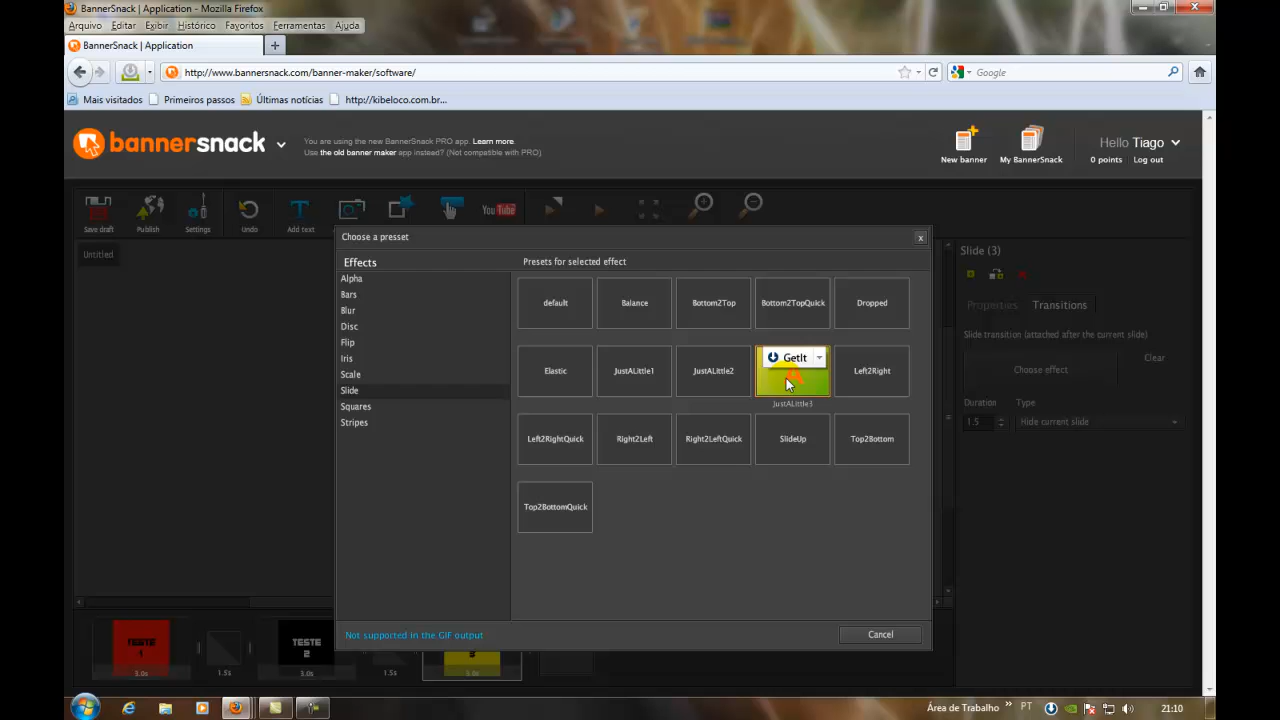 BannerSnack | Application - Mozilla Firefox
Arquivo Editar Exibir Histórico Favoritos Ferramentas Ajuda
BannerSnack | Application
http://www.bannersnack.com/banner-maker/software/
Google
Mais visitados Primeiros passos Últimas notícias http://kibeloco.com.br...
bannersnack
You are using the new BannerSnack PRO app. Learn more.
Use the old banner maker app instead? (Not compatible with PRO)
New banner
My BannerSnack
Hello Tiago
0 points Log out
Save draft Publish Settings Undo Add text
YouTube
Untitled
Choose a presset
Effects
Alpha
Bars
Blur
Disc
Flip
Iris
Scale
Slide
Squares
Stripes
Presets for selected effect
default Balance Bottom2Top Bottom2TopQuick Dropped
Elastic JustALittle1 JustALittle2 GetIt Left2Right
JustALittle3
Left2RightQuick Right2Left Right2LeftQuick SlideUp Top2Bottom
Top2BottomQuick
Not supported in the GIF output
Cancel
Slide (3)
Properties Transitions
Slide transition (attached after the current slide)
Choose effect
Clear
Duration Type
1.5 Hide current slide
TESTE
1
3.0s
1.5s
TESTE
2
3.0s
1.5s
3
3.0s
Área de Trabalho PT 21:10